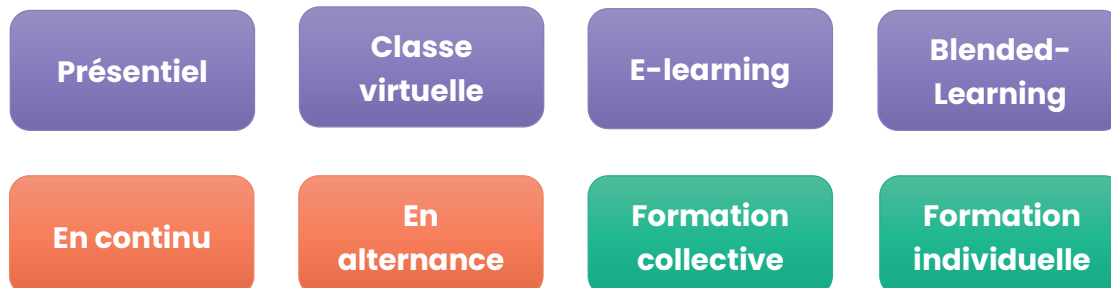 Présentiel
Classe
virtuelle
E-learning
Blended-
Learning
En continu
En
alternance
Formation
collective
Formation
individuelle